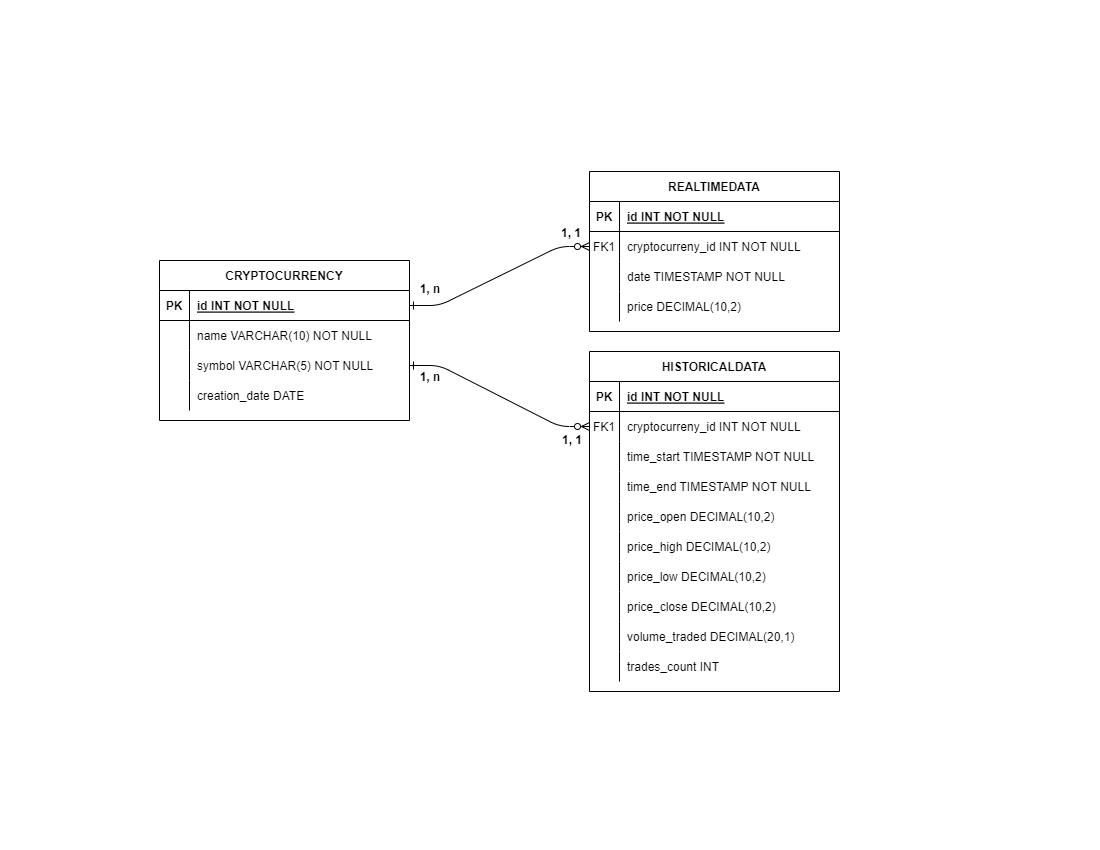 CRYPTOCURRENCY
PK id INT NOT NULL
name VARCHAR(10) NOT NULL
symbol VARCHAR(5) NOT NULL
creation_date DATE
1, n
1, n
1, 1
1, 1
REALTIMEDATA
PK id INT NOT NULL
FK1 cryptocurreny_id INT NOT NULL
date TIMESTAMP NOT NULL
price DECIMAL(10,2)
HISTORICALDATA
PK id INT NOT NULL
FK1 cryptocurreny_id INT NOT NULL
time_start TIMESTAMP NOT NULL
time_end TIMESTAMP NOT NULL
price_open DECIMAL(10,2)
price_high DECIMAL(10,2)
price_low DECIMAL(10,2)
price_close DECIMAL(10,2)
volume_traded DECIMAL(20,1)
trades_count INT